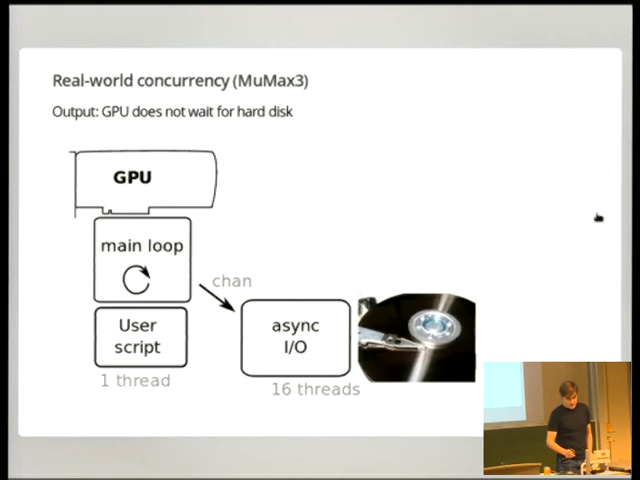 Real-world concurrency (MuMax3)
Output: GPU does not wait for hard disk
GPU
main loop
chan
User
script
async
I/O
1 thread
16 threads